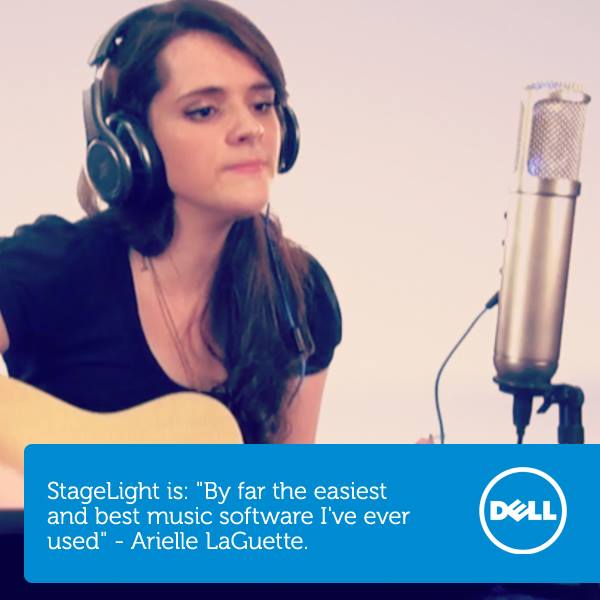 StageLight is: "By far the easiest
and best music software I've ever
used" - Arielle LaGuette.
DELL